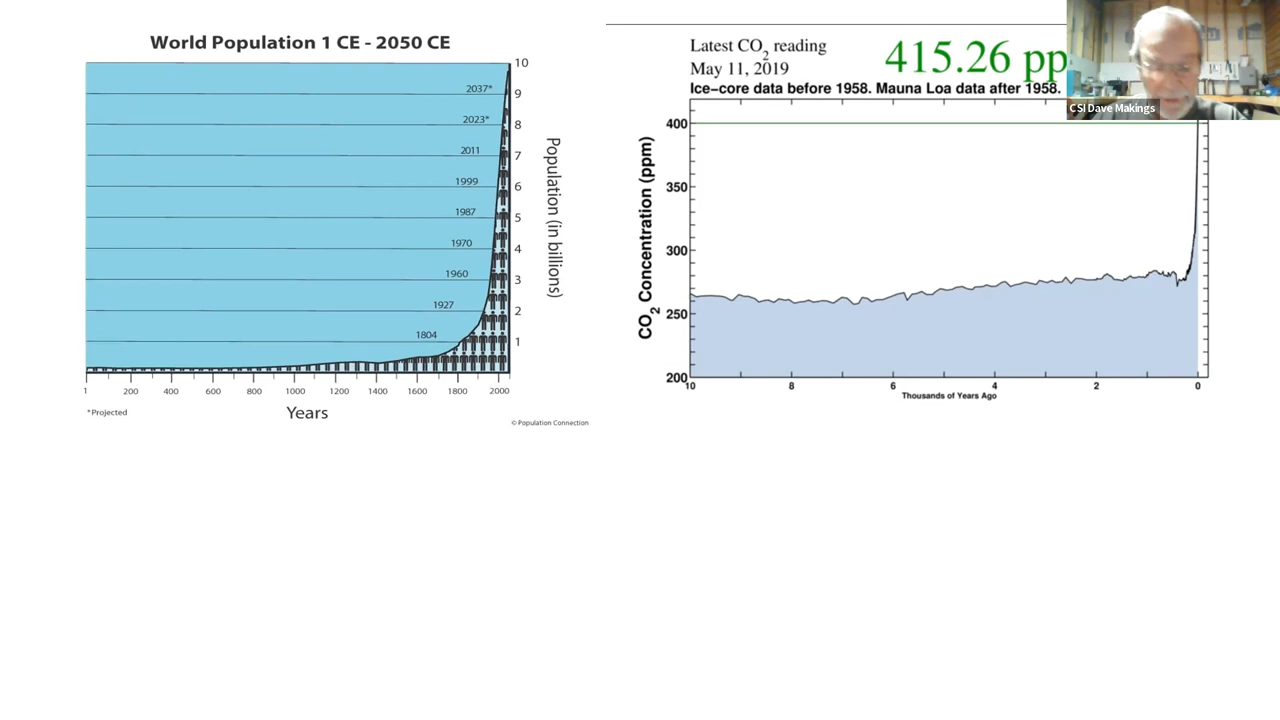 World Population 1 CE - 2050 CE
10
2037*
9
2023*
8
2011
7
1999
6
1987
5
1970
4
1960
3
1927
2
1804
1
Population (in billions)
1 200 400 600 800 1000 1200 1400 1600 1800 2000
*Projected
Years
© Population Connection
Latest CO2 reading
May 11, 2019
415.26 pp
Ice-core data before 1958. Mauna Loa data after 1958.
CSI Dave Makings
CO2 Concentration (ppm)
400
350
300
250
200
10 8 6 4 2 0
Thousands of Years Ago